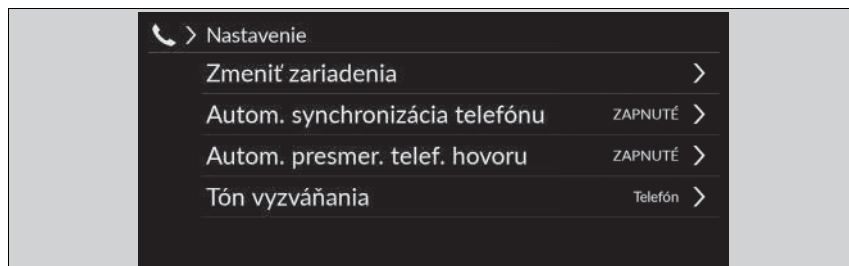 Nastavenie
Zmeniť zariadenia
Autom. synchronizácia telefónu ZAPNUTÉ
Autom. presmer. telef. hovoru ZAPNUTÉ
Tón vyzváňania Telefón